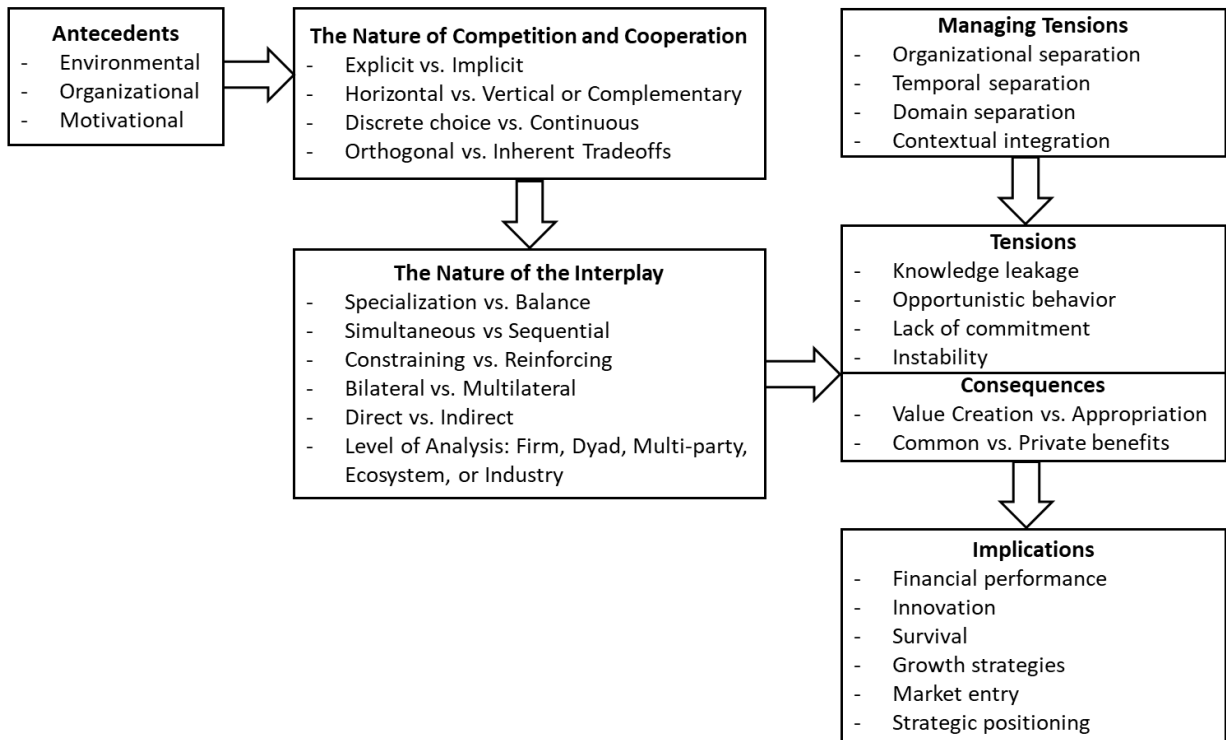 Antecedents
- Environmental
- Organizational
- Motivational
The Nature of Competition and Cooperation
- Explicit vs. Implicit
- Horizontal vs. Vertical or Complementary
- Discrete choice vs. Continuous
- Orthogonal vs. Inherent Tradeoffs
The Nature of the Interplay
- Specialization vs. Balance
- Simultaneous vs Sequential
- Constraining vs. Reinforcing
- Bilateral vs. Multilateral
- Direct vs. Indirect
- Level of Analysis: Firm, Dyad, Multi-party,
Ecosystem, or Industry
Managing Tensions
- Organizational separation
- Temporal separation
- Domain separation
- Contextual integration
Tensions
- Knowledge leakage
- Opportunistic behavior
- Lack of commitment
- Instability
Consequences
- Value Creation vs. Appropriation
- Common vs. Private benefits
Implications
- Financial performance
- Innovation
- Survival
- Growth strategies
- Market entry
- Strategic positioning